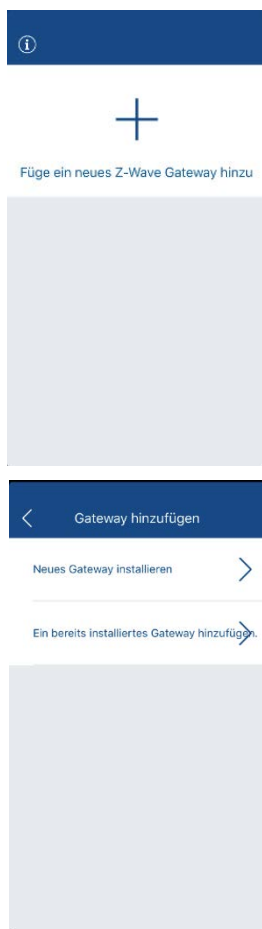 Füge ein neues Z-Wave Gateway hinzu
Gateway hinzufügen
Neues Gateway installieren
Ein bereits installiertes Gateway hinzufügen.